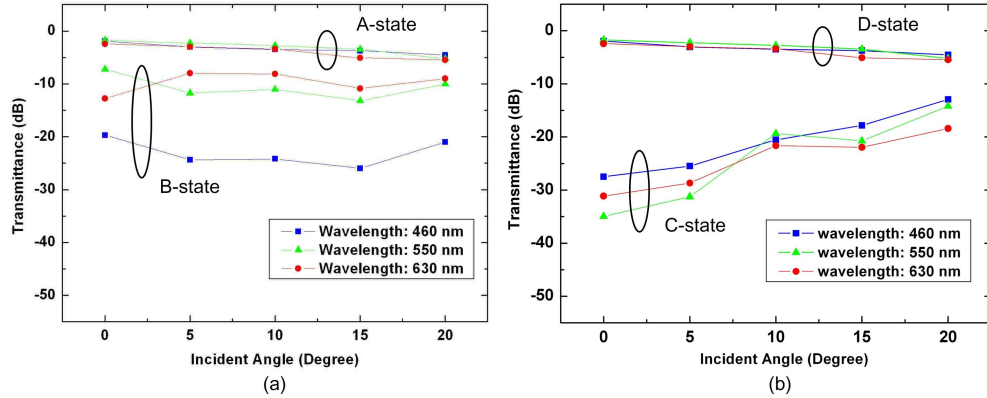 A-state
B-state
Transmittance (dB)
0
-10
-20
-30
-40
-50
Wavelength: 460 nm
Wavelength: 550 nm
Wavelength: 630 nm
0 5 10 15 20
Incident Angle (Degree)
(a)
D-state
C-state
Transmittance (dB)
0
-10
-20
-30
-40
-50
wavelength: 460 nm
wavelength: 550 nm
wavelength: 630 nm
0 5 10 15 20
Incident Angle (Degree)
(b)